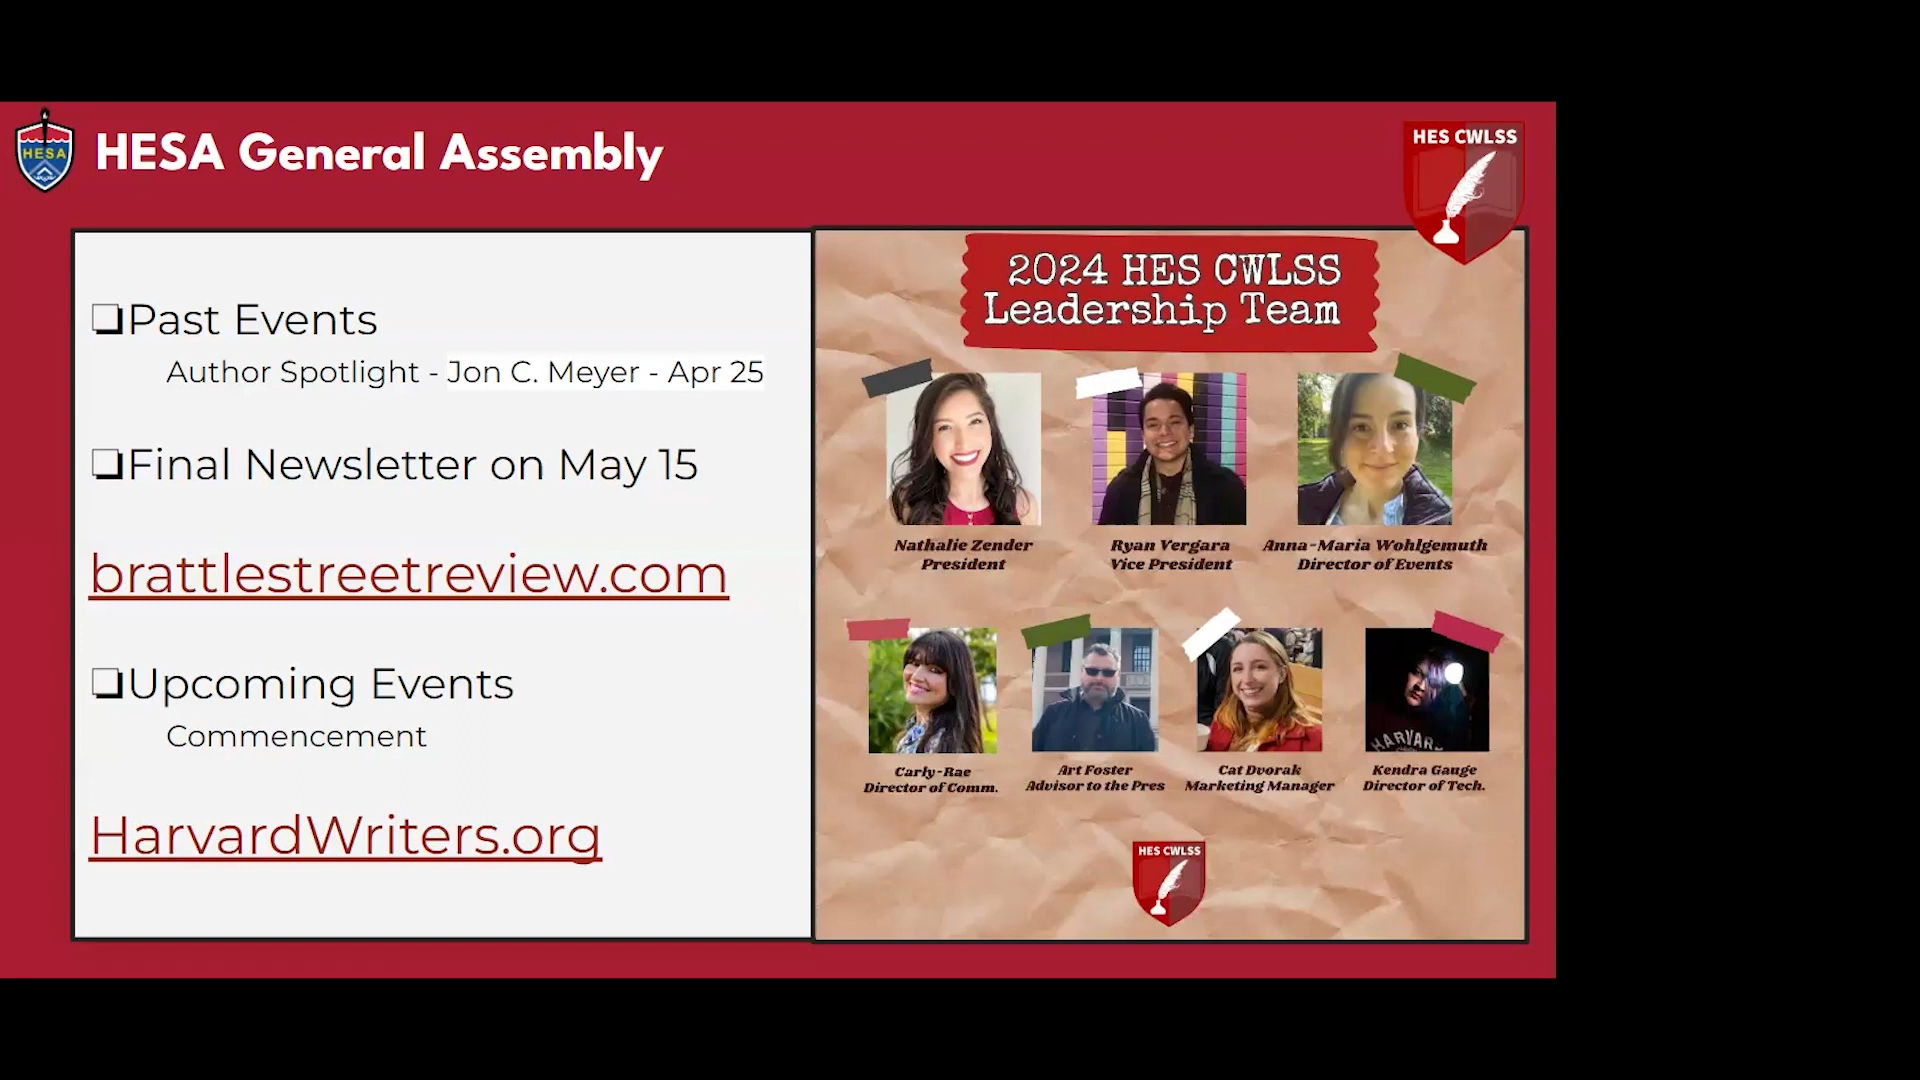 HESA
HESA General Assembly
HES CWLSS
❏Past Events
Author Spotlight - Jon C. Meyer - Apr 25
❏Final Newsletter on May 15
brattlestreetreview.com
❏Upcoming Events
Commencement
HarvardWriters.org
2024 HES CWLSS
Leadership Team
Nathalie Zender
President
Ryan Vergara
Vice President
Anna-Maria Wohlgemuth
Director of Events
Carly-Rae
Director of Comm.
Art Foster
Advisor to the Pres
Cat Dvorak
Marketing Manager
HARVAR
Kendra Gauge
Director of Tech.
HES CWLSS